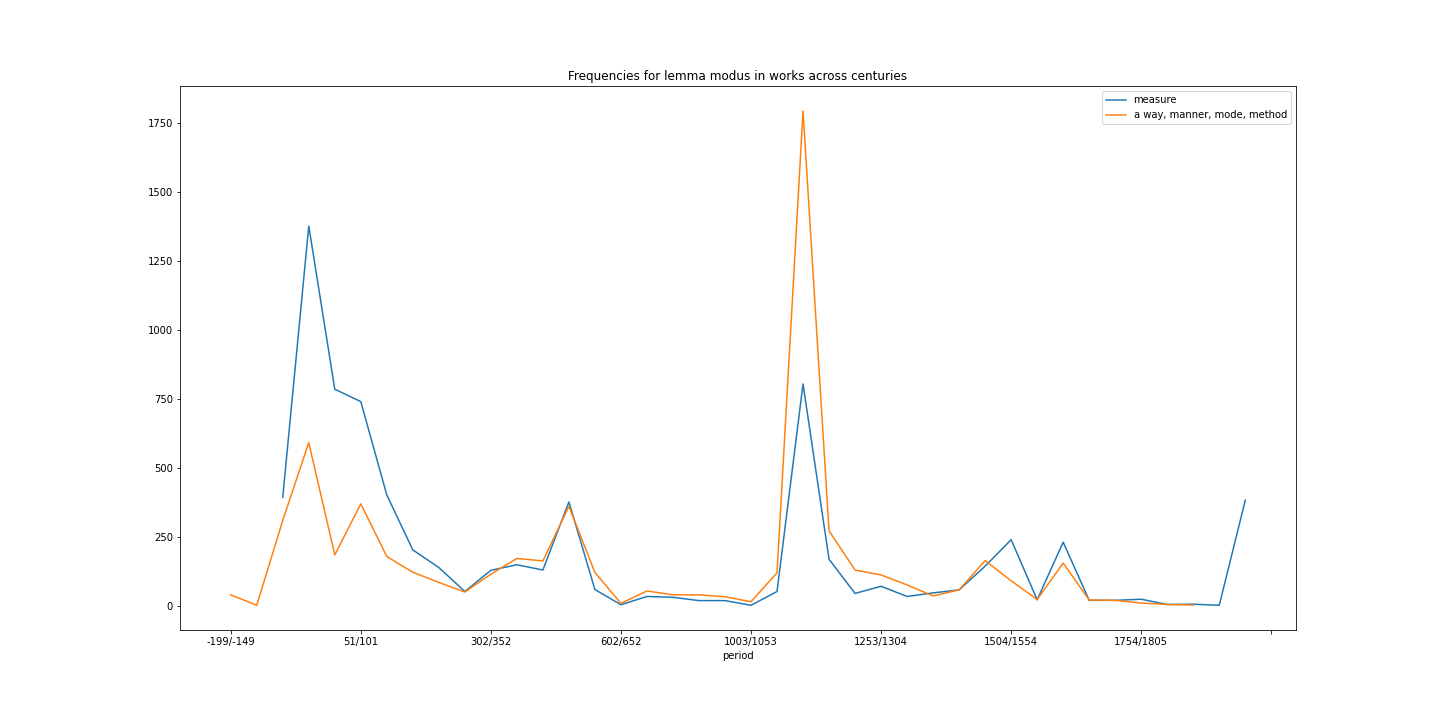 Frequencies for lemma modus in works across centuries
measure
a way, manner, mode, method
1750
1500
1250
1000
750
500
250
0
-199/-149 51/101 302/352 602/652 1003/1053 1253/1304 1504/1554 1754/1805
period